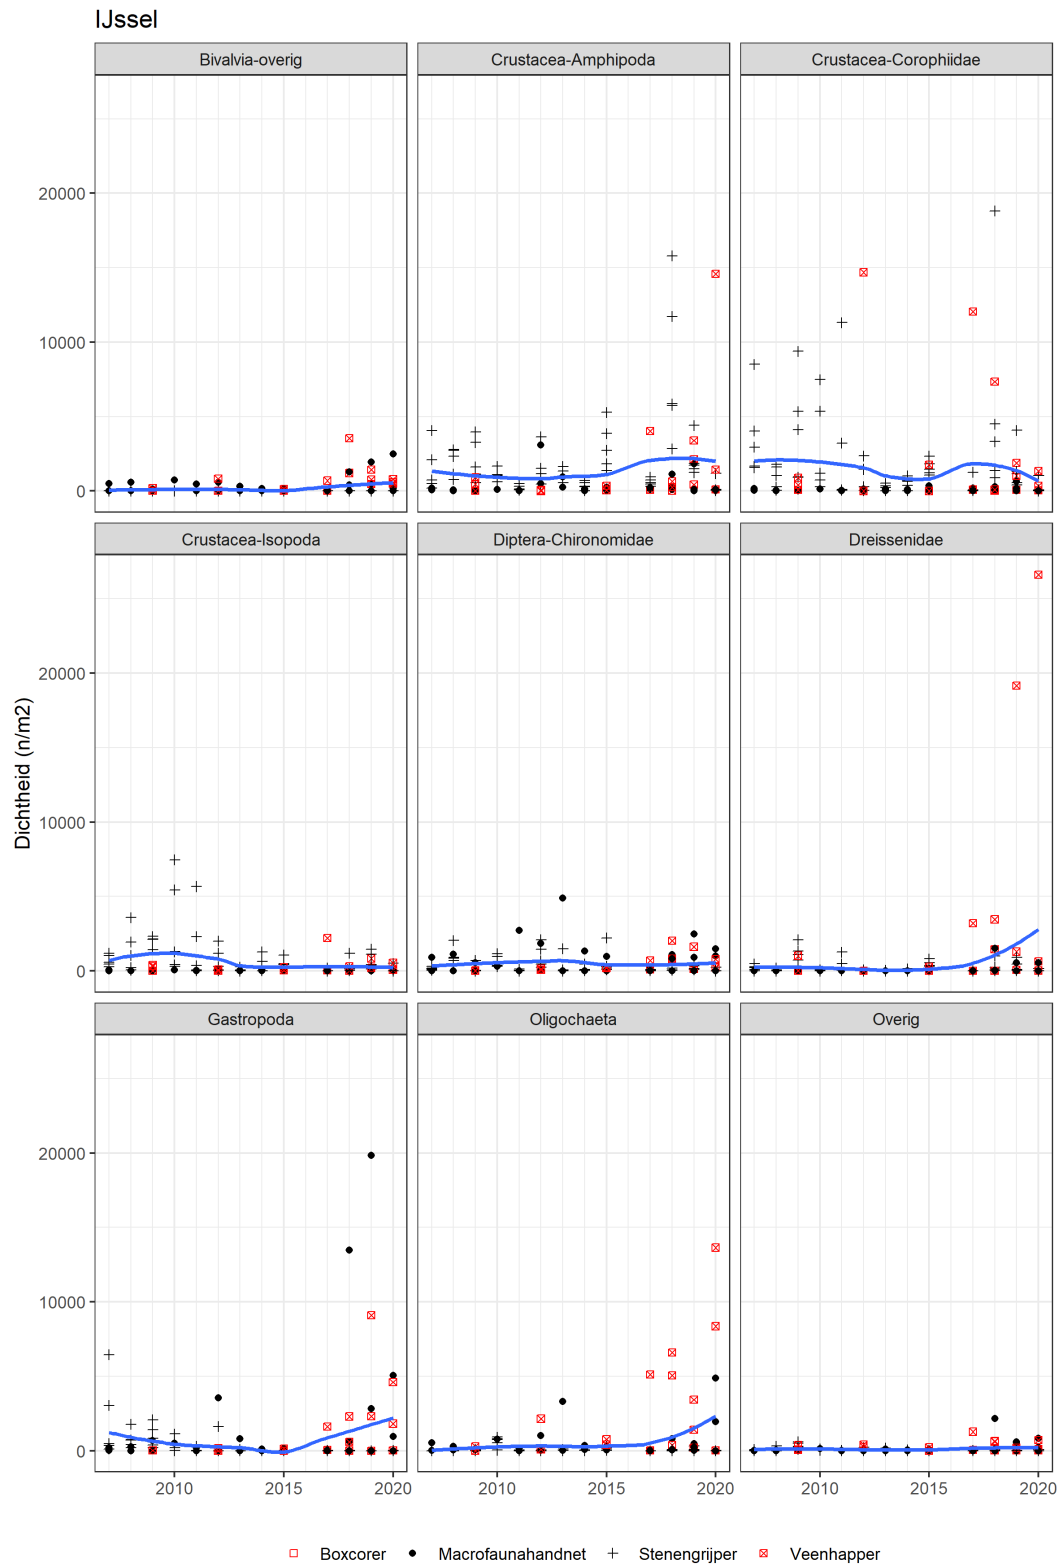 IJssel
Bivalvia-overig
Crustacea-Amphipoda
Crustacea-Corophiidae
20000
10000
0
Crustacea-Isopoda
Diptera-Chironomidae
Dreissenidae
20000
10000
0
Dichtheid (n/m2)
Gastropoda
Oligochaeta
Overig
20000
10000
0
2010 2015 2020
2010 2015 2020
2010 2015 2020
Boxcorer Macrofaunahandnet Stenengrijper Veenhapper